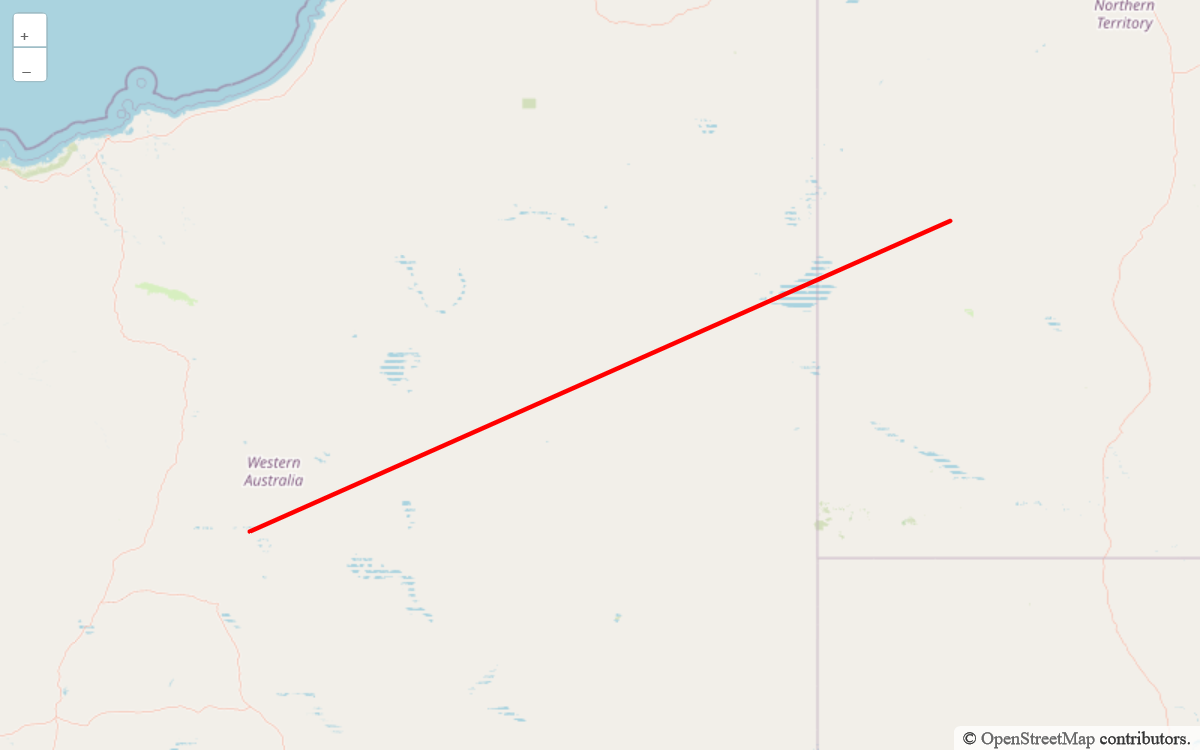 Northern
Territory
+
–
Western
Australia
© OpenStreetMap contributors.